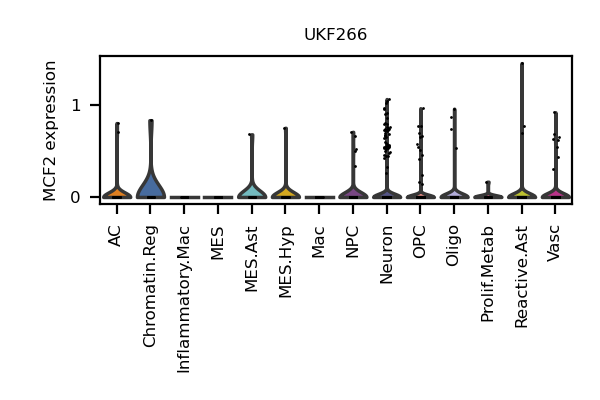 UKF266
MCF2 expression
1
0
AC
Chromatin.Reg
Inflammatory.Mac
MES
MES.Ast
MES.Hyp
Mac
NPC
Neuron
OPC
Oligo
Prolif.Metab
Reactive.Ast
Vasc